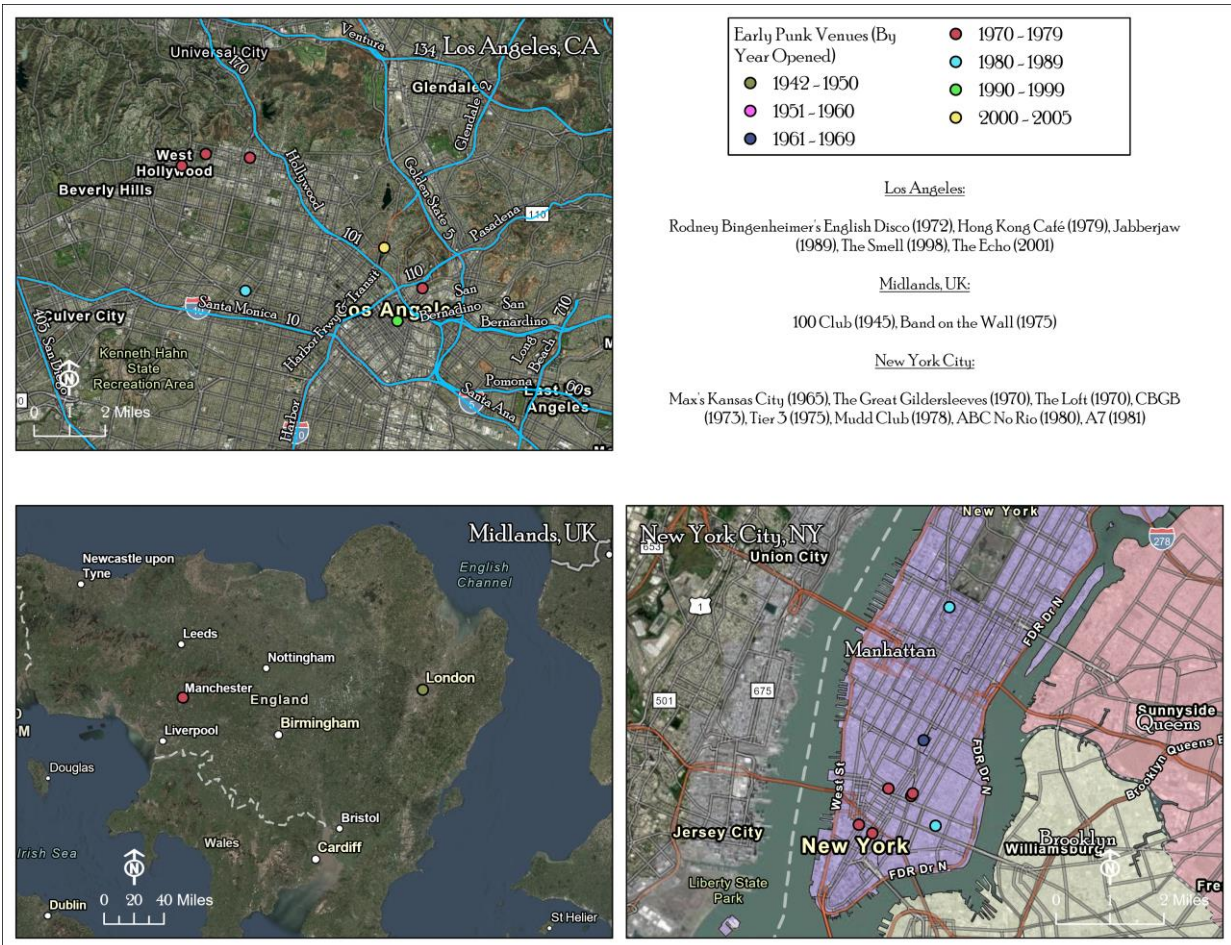 Los Angeles, CA
Universal City
Ventura
134
170
Glendale
Glendale 2
West
Hollywood
Beverly Hills
Hollywood
Golden State 5
Pasadena
110
101
110
Harbor Frwy & Transit
Los Angeles
San
Bernadino
San
Bernardino
710
Long
Beach
Culver City
10
Santa Monica 10
405
San Diego
Kenneth Hahn
State
Recreation Area
Harbor
Pomona
60
East Los
Angeles
Santa Ana
5
N
0 1 2 Miles
Early Punk Venues (By
Year Opened)
1942 - 1950
1951 - 1960
1961 - 1969
1970 - 1979
1980 - 1989
1990 - 1999
2000 - 2005
Los Angeles:
Rodney Bingenheimer's English Disco (1972), Hong Kong Café (1979), Jabberjaw
(1989), The Smell (1998), The Echo (2001)
Midlands, UK:
100 Club (1945), Band on the Wall (1975)
New York City:
Max's Kansas City (1965), The Great Gildersleeves (1970), The Loft (1970), CBGB
(1973), Tier 3 (1975), Mudd Club (1978), ABC No Rio (1980), A7 (1981)
Midlands, UK
Newcastle upon
Tyne
English
Channel
Leeds
Nottingham
London
Manchester
England
Birmingham
Liverpool
Douglas
Bristol
Wales
Cardiff
Irish Sea
N
Dublin
0 20 40 Miles
St Helier
New York City, NY
New York
653
Union City
278
1
FDR Dr N
Manhattan
675
501
Sunnyside
Queens
Brooklyn Queens E
FDR Dr N
West St
Jersey City
New York
Williamsburg
Brooklyn
FDR Dr N
Liberty State
Park
N
Fre
0 1 2 Miles